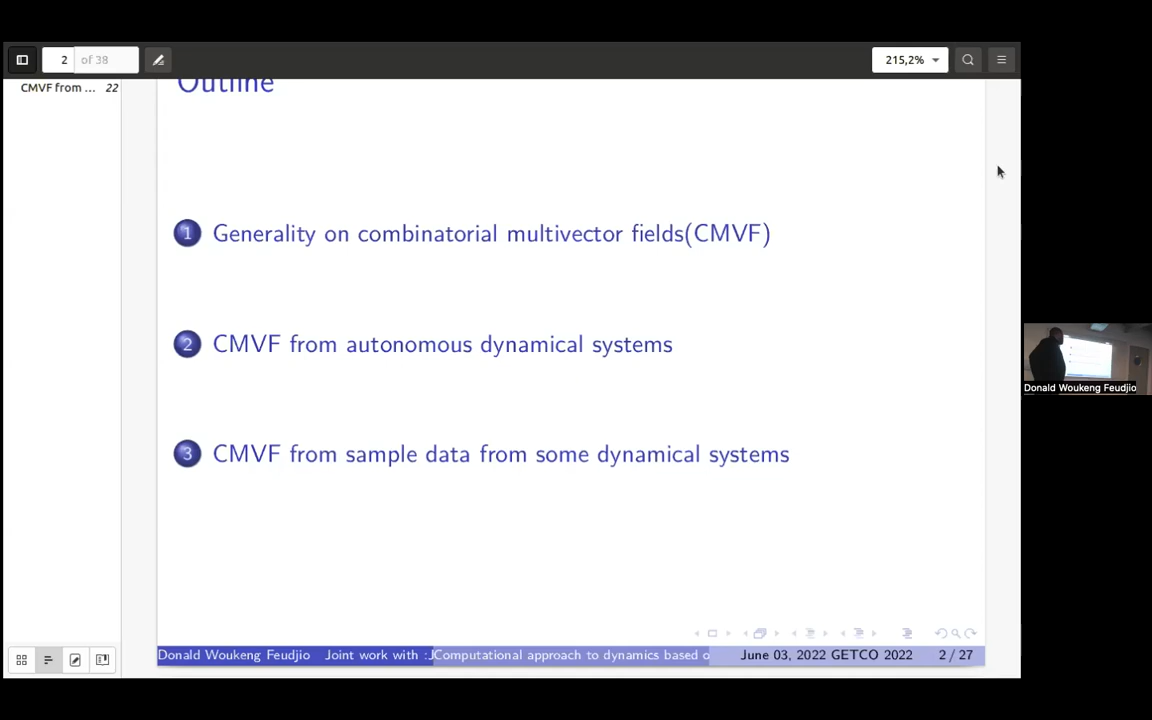 2 of 38
215,2%
CMVF from ... 22
Outline
1 Generality on combinatorial multivector fields(CMVF)
2 CMVF from autonomous dynamical systems
3 CMVF from sample data from some dynamical systems
Donald Woukeng Feudjio
Donald Woukeng Feudjio Joint work with :J Computational approach to dynamics based o June 03, 2022 GETCO 2022 2 / 27